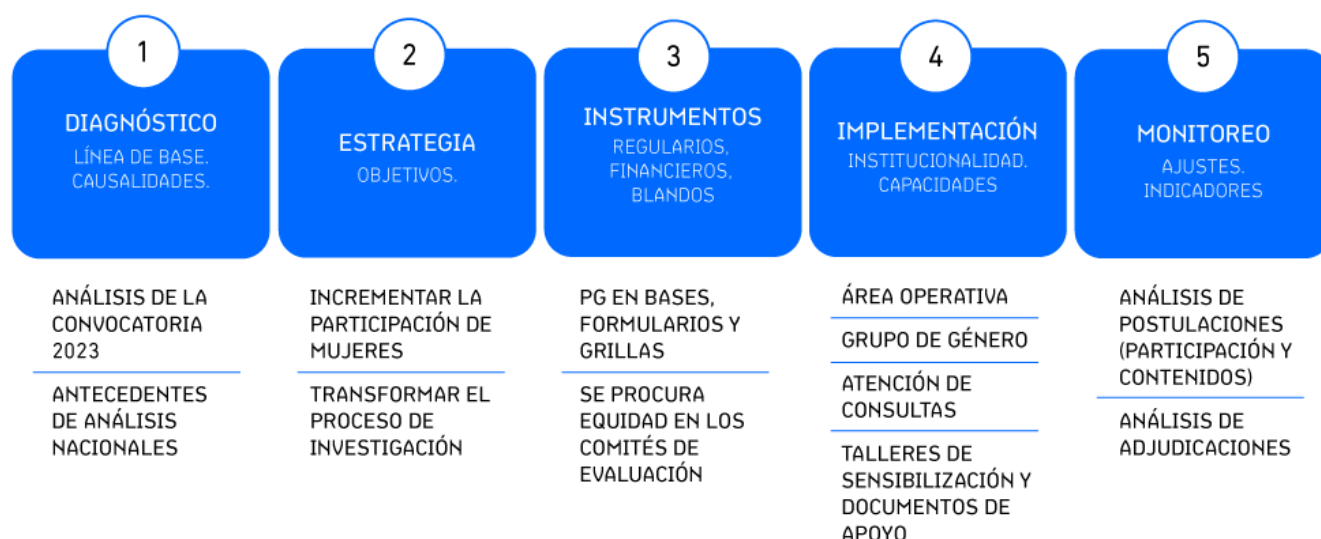 1
DIAGNÓSTICO
LÍNEA DE BASE.
CAUSALIDADES.
ANÁLISIS DE LA
CONVOCATORIA
2023
ANTECEDENTES
DE ANÁLISIS
NACIONALES
2
ESTRATEGIA
OBJETIVOS.
INCREMENTAR LA
PARTICIPACIÓN DE
MUJERES
TRANSFORMAR EL
PROCESO DE
INVESTIGACIÓN
3
INSTRUMENTOS
REGULARIOS,
FINANCIEROS,
BLANDOS
PG EN BASES,
FORMULARIOS Y
GRILLAS
SE PROCURA
EQUIDAD EN LOS
COMITÉS DE
EVALUACIÓN
4
IMPLEMENTACIÓN
INSTITUCIONALIDAD.
CAPACIDADES
ÁREA OPERATIVA
GRUPO DE GÉNERO
ATENCIÓN DE
CONSULTAS
TALLERES DE
SENSIBILIZACIÓN Y
DOCUMENTOS DE
APOYO
5
MONITOREO
AJUSTES.
INDICADORES
ANÁLISIS DE
POSTULACIONES
(PARTICIPACIÓN Y
CONTENIDOS)
ANÁLISIS DE
ADJUDICACIONES